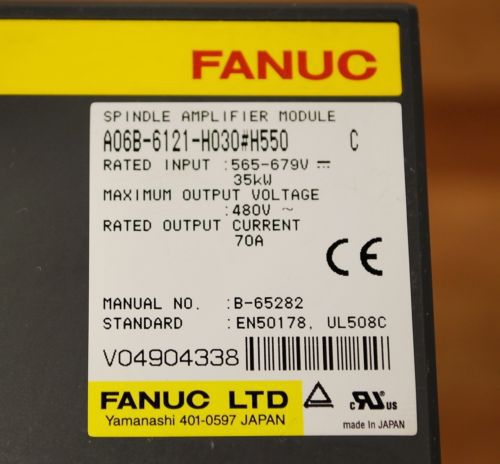 FANUC
SPINDLE AMPLIFIER MODULE
A06B-6121-H030#H550 C
RATED INPUT :565-679V ⎓
35kW
MAXIMUM OUTPUT VOLTAGE
:480V ~
RATED OUTPUT CURRENT
70A
CE
MANUAL NO. :B-65282
STANDARD :EN50178, UL508C
V04904338
FANUC LTD
Yamanashi 401-0597 JAPAN
c RU us
made in JAPAN